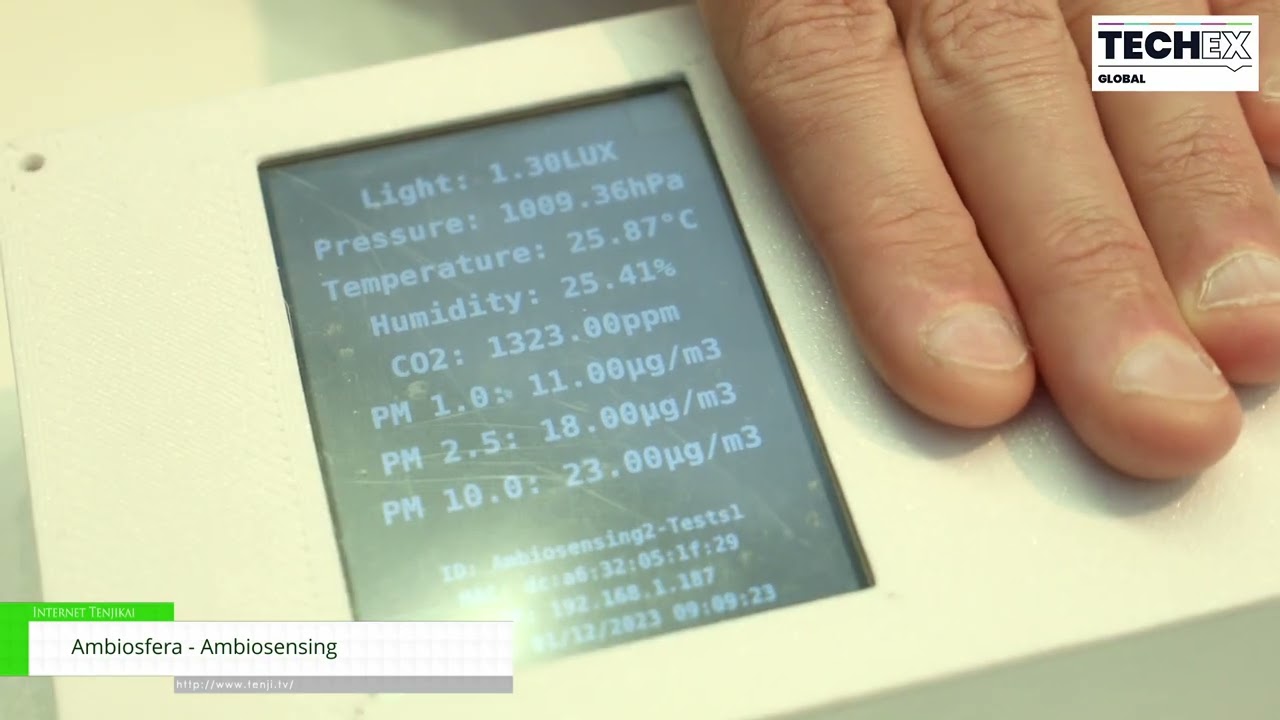 TECHEX
GLOBAL
Light: 1.30LUX
Pressure: 1009.36hPa
Temperature: 25.87°C
Humidity: 25.41%
CO2: 1323.00ppm
PM 1.0: 11.00µg/m3
PM 2.5: 18.00µg/m3
PM 10.0: 23.00µg/m3
ID: Ambiosensing2-Tests1
dc:a6:32:05:1f:29
192.168.1.187
01/12/2023 09:09:23
INTERNET TENJIKAI
Ambiosfera - Ambiosensing
http://www.tenji.tv/